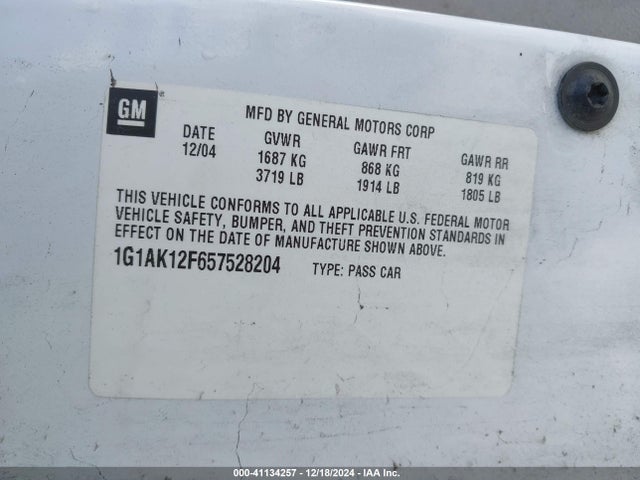 GM
MFD BY GENERAL MOTORS CORP
DATE GVWR GAWR FRT GAWR RR
12/04 1687 KG 868 KG 819 KG
3719 LB 1914 LB 1805 LB
THIS VEHICLE CONFORMS TO ALL APPLICABLE U.S. FEDERAL MOTOR
VEHICLE SAFETY, BUMPER, AND THEFT PREVENTION STANDARDS IN
EFFECT ON THE DATE OF MANUFACTURE SHOWN ABOVE.
1G1AK12F657528204 TYPE: PASS CAR
000-41134257 - 12/18/2024 - IAA Inc.